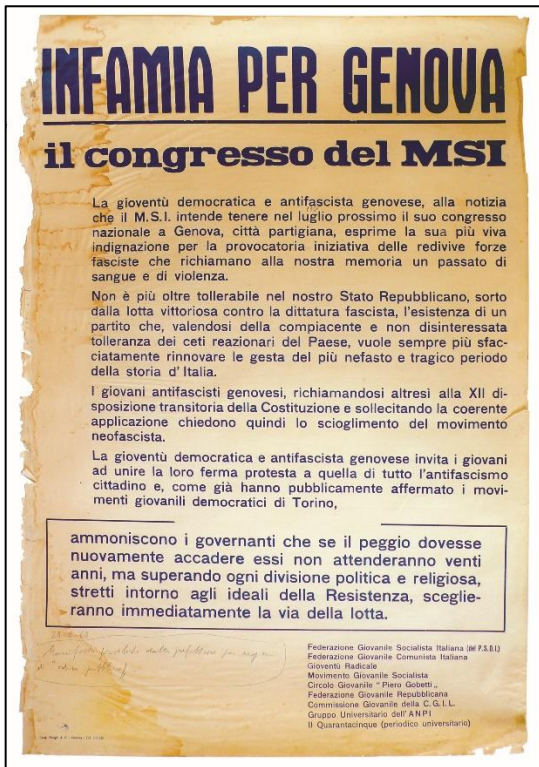 INFAMIA PER GENOVA
il congresso del MSI
La gioventù democratica e antifascista genovese, alla notizia
che il M.S.I. intende tenere nel luglio prossimo il suo congresso
nazionale a Genova, città partigiana, esprime la sua più viva
indignazione per la provocatoria iniziativa delle redivive forze
fasciste che richiamano alla nostra memoria un passato di
sangue e di violenza.
Non è più oltre tollerabile nel nostro Stato Repubblicano, sorto
dalla lotta vittoriosa contro la dittatura fascista, l'esistenza di un
partito che, valendosi della compiacente e non disinteressata
tolleranza dei ceti reazionari del Paese, vuole sempre più sfac-
ciatamente rinnovare le gesta del più nefasto e tragico periodo
della storia d'Italia.
I giovani antifascisti genovesi, richiamandosi altresì alla XII di-
sposizione transitoria della Costituzione e sollecitando la coerente
applicazione chiedono quindi lo scioglimento del movimento
neofascista.
La gioventù democratica e antifascista genovese invita i giovani
ad unire la loro ferma protesta a quella di tutto l'antifascismo
cittadino e, come già hanno pubblicamente affermato i movi-
menti giovanili democratici di Torino,
ammoniscono i governanti che se il peggio dovesse
nuovamente accadere essi non attenderanno venti
anni, ma superando ogni divisione politica e religiosa,
stretti intorno agli ideali della Resistenza, sceglie-
ranno immediatamente la via della lotta.
dalla prefettura per
di "ordine pubblico"
Federazione Giovanile Socialista Italiana (del P.S.D.I.)
Federazione Giovanile Comunista Italiana
Gioventù Radicale
Movimento Giovanile Socialista
Circolo Giovanile "Piero Gobetti"
Federazione Giovanile Repubblicana
Commissione Giovanile della C.G.I.L.
Gruppo Universitario dell'ANPI
Il Quarantacinque (periodico universitario)